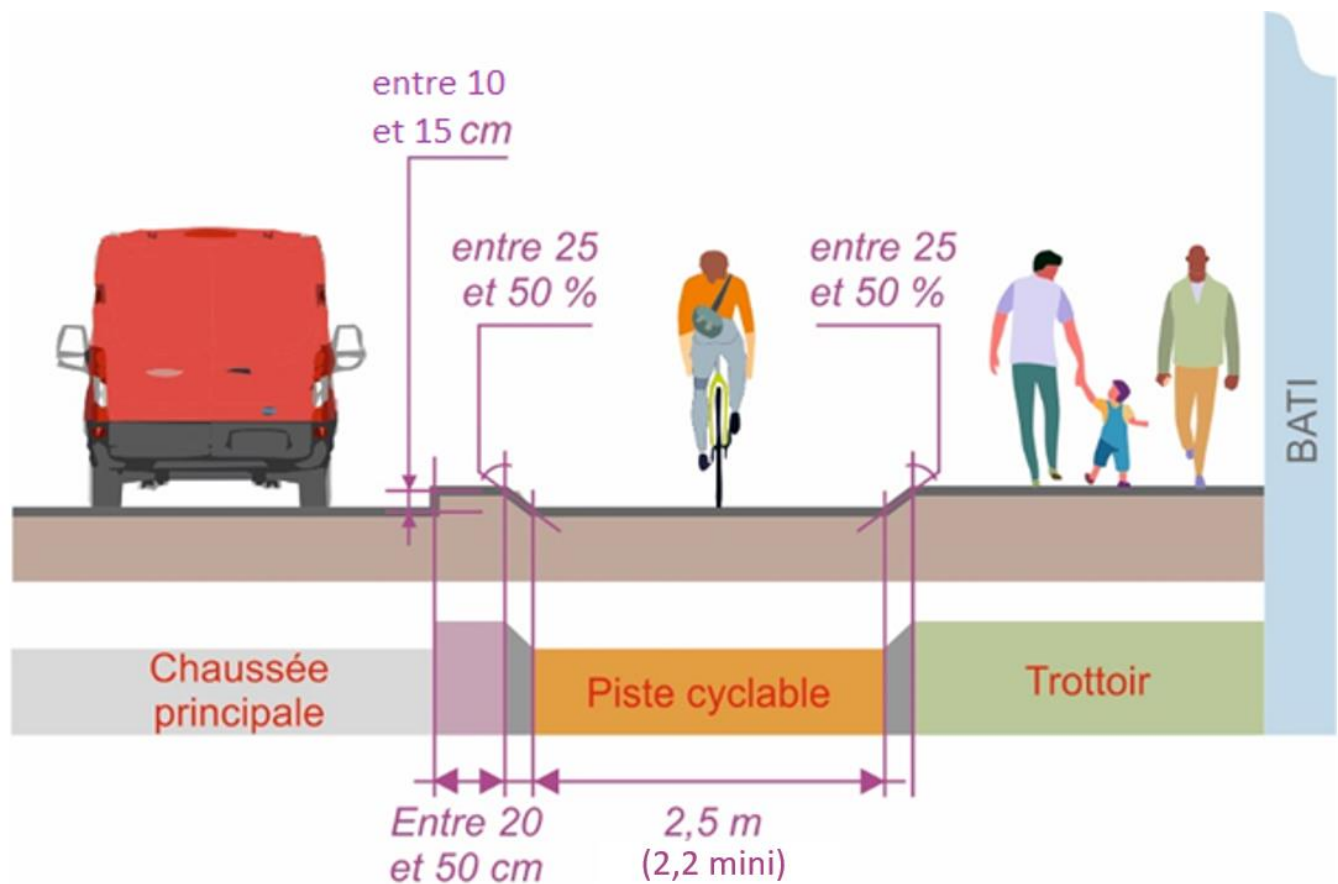 entre 10
et 15 cm
entre 25
et 50 %
entre 25
et 50 %
BATI
Chaussée
principale
Piste cyclable
Trottoir
Entre 20
et 50 cm
2,5 m
(2,2 mini)